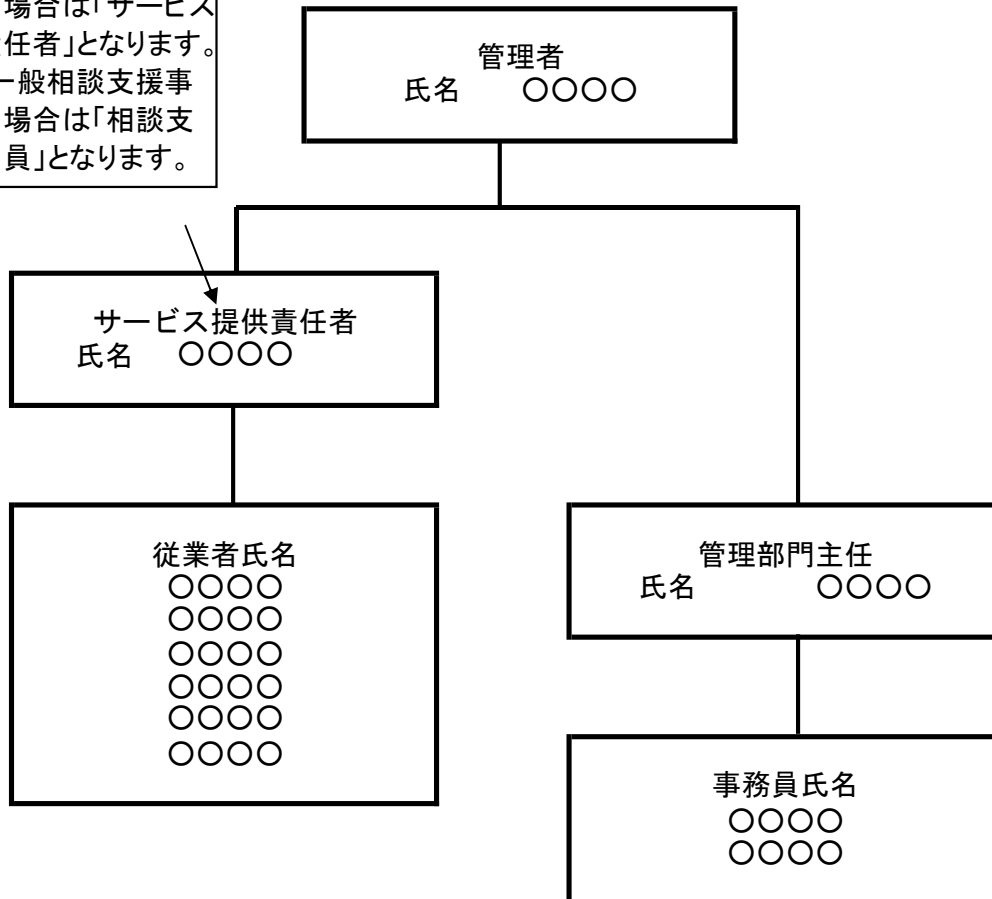 場合は「サービス
任者」となります。
一般相談支援事
場合は「相談支
員」となります。
管理者
氏名 ○○○○
サービス提供責任者
氏名 ○○○○
従業者氏名
○○○○
○○○○
○○○○
○○○○
○○○○
○○○○
管理部門主任
氏名 ○○○○
事務員氏名
○○○○
○○○○